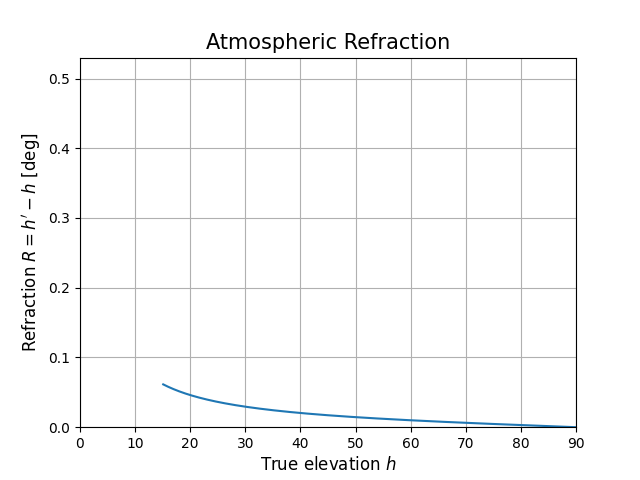 Atmospheric Refraction
Refraction R = h′ − h [deg]
0.5
0.4
0.3
0.2
0.1
0.0
0 10 20 30 40 50 60 70 80 90
True elevation h